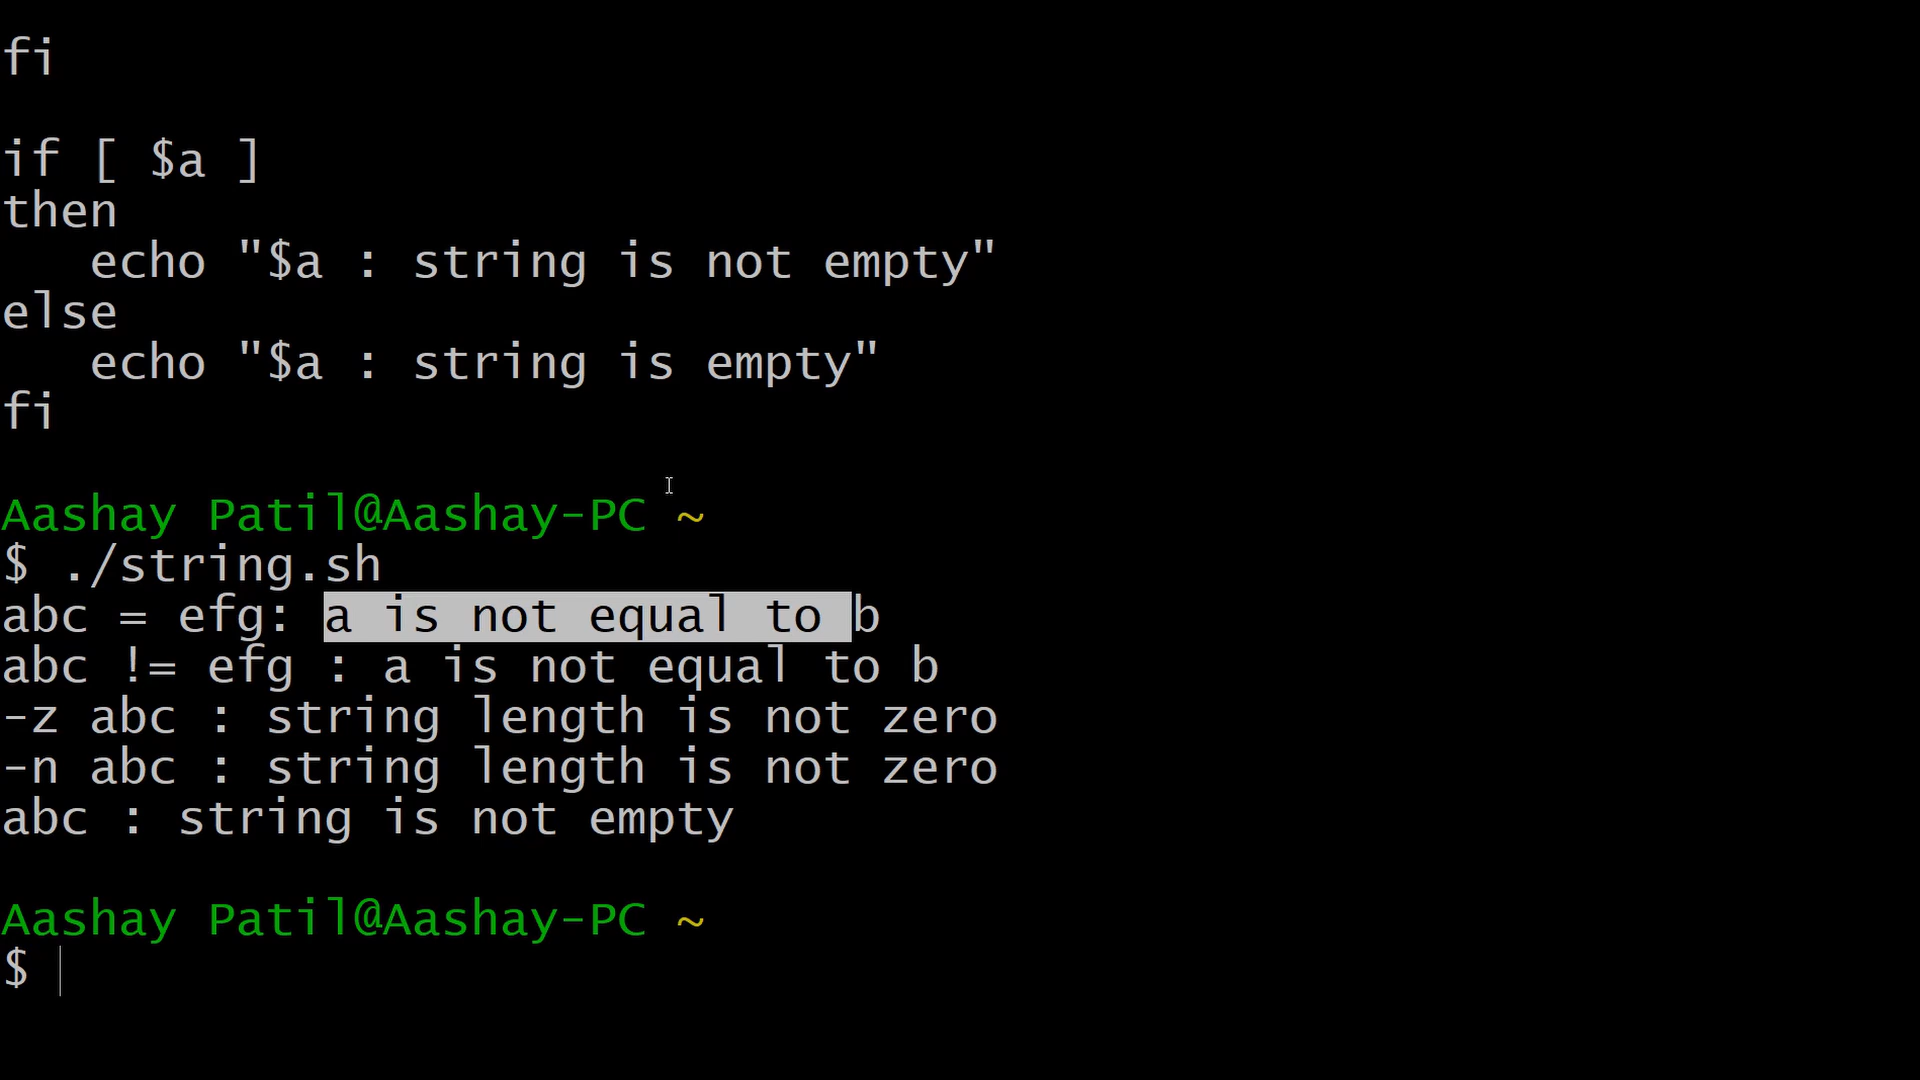 fi
if [ $a ]
then
   echo "$a : string is not empty"
else
   echo "$a : string is empty"
fi
Aashay Patil@Aashay-PC ~
$ ./string.sh
abc = efg: a is not equal to b
abc != efg : a is not equal to b
-z abc : string length is not zero
-n abc : string length is not zero
abc : string is not empty
Aashay Patil@Aashay-PC ~
$